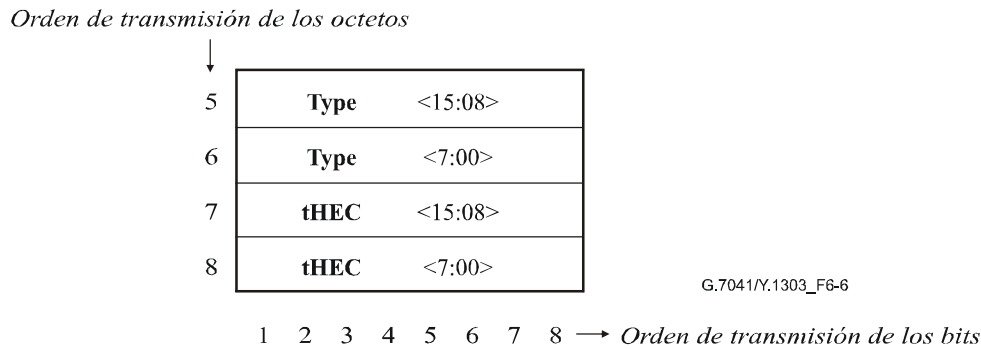 Orden de transmisión de los octetos
5 Type <15:08>
6 Type <7:00>
7 tHEC <15:08>
8 tHEC <7:00>
G.7041/Y.1303_F6-6
1 2 3 4 5 6 7 8 Orden de transmisión de los bits